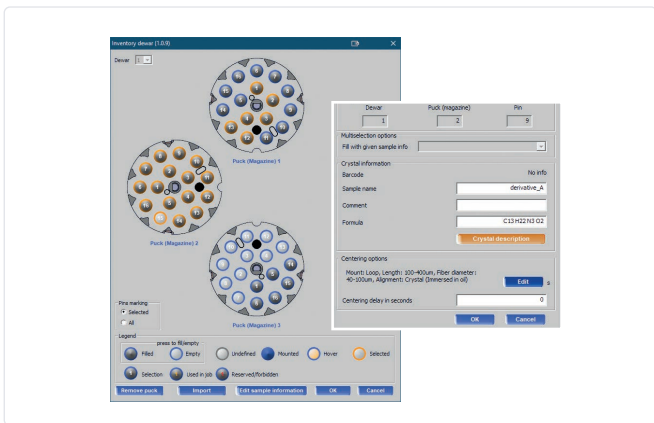 Inventory dewar (1.0.9)
Dewar 1
Puck (Magazine) 1
Puck (Magazine) 2
Puck (Magazine) 3
Pins marking
Selected
All
Legend
press to fill/empty
Filled Empty Undefined Mounted Hover Selected
Selection Used in job Reserved/forbidden
Remove puck Import Edit sample information OK Cancel
Dewar Puck (magazine) Pin
1 2 9
Multiselection options
Fill with given sample info
Crystal information
Barcode No info
Sample name derivative_A
Comment
Formula C13 H22 N3 O2
Crystal description
Centering options
Mount: Loop, Length: 100-400um, Fiber diameter:
40-100um, Alignment: Crystal (Immersed in oil)
Edit s
Centering delay in seconds 0
OK Cancel